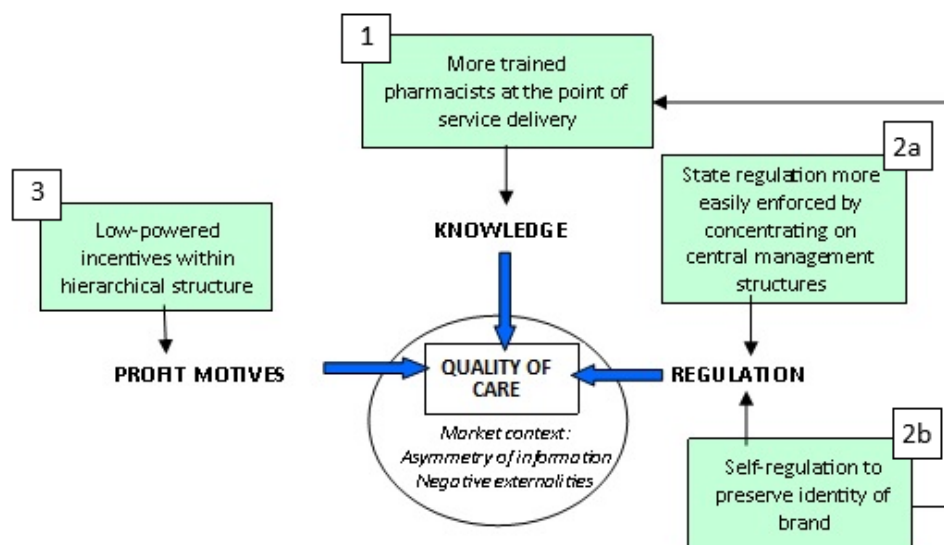 1
More trained
pharmacists at the point of
service delivery
2a
State regulation more
easily enforced by
concentrating on
central management
structures
3
Low-powered
incentives within
hierarchical structure
KNOWLEDGE
PROFIT MOTIVES
QUALITY OF
CARE
REGULATION
Market context:
Asymmetry of information
Negative externalities
2b
Self-regulation to
preserve identity of
brand